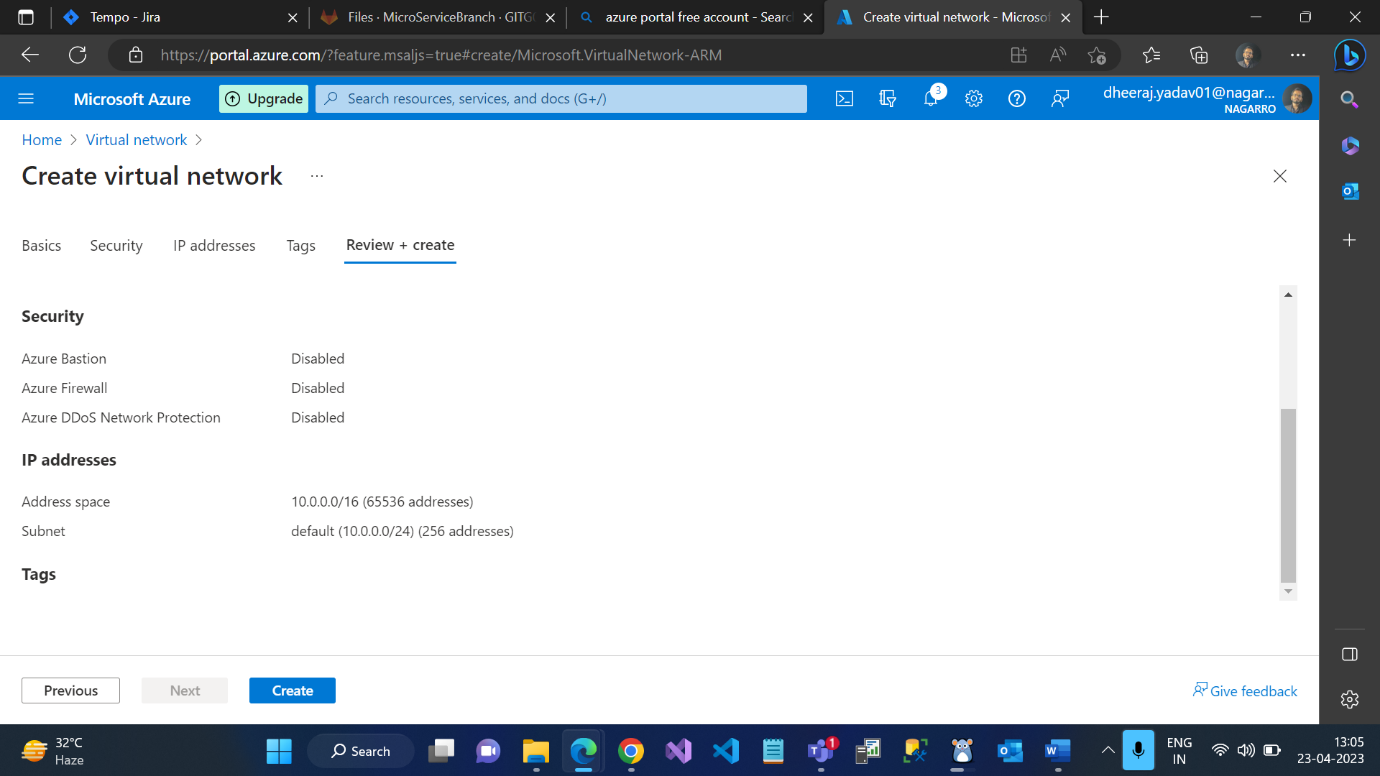 Tempo - Jira
Files · MicroServiceBranch · GITGO
azure portal free account - Searc
Create virtual network - Microsof
https://portal.azure.com/?feature.msaljs=true#create/Microsoft.VirtualNetwork-ARM
Microsoft Azure
Upgrade
Search resources, services, and docs (G+/)
3
dheeraj.yadav01@nagar...
NAGARRO
Home > Virtual network >
Create virtual network ...
Basics Security IP addresses Tags Review + create
Security
Azure Bastion Disabled
Azure Firewall Disabled
Azure DDoS Network Protection Disabled
IP addresses
Address space 10.0.0.0/16 (65536 addresses)
Subnet default (10.0.0.0/24) (256 addresses)
Tags
Previous Next Create Give feedback
32°C
Haze
Search
1
ENG
IN
13:05
23-04-2023